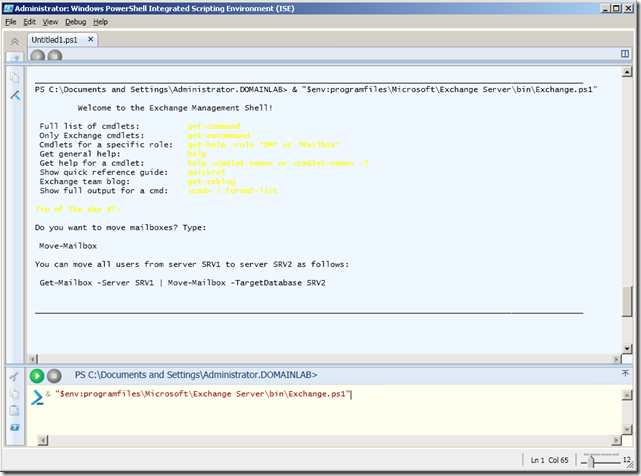 Administrator: Windows PowerShell Integrated Scripting Environment (ISE)
File Edit View Debug Help
Untitled1.ps1
PS C:\Documents and Settings\Administrator.DOMAINLAB> & "$env:programfiles\Microsoft\Exchange Server\bin\Exchange.ps1"
Welcome to the Exchange Management Shell!
Full list of cmdlets: get-command
Only Exchange cmdlets: get-excommand
Cmdlets for a specific role: get-help -role *UM* or *Mailbox*
Get general help: help
Get help for a cmdlet: help <cmdlet-name> or <cmdlet-name> -?
Show quick reference guide: quickref
Exchange team blog: get-exblog
Show full output for a cmd: <cmd> | format-list
Tip of the day #7:
Do you want to move mailboxes? Type:
Move-Mailbox
You can move all users from server SRV1 to server SRV2 as follows:
Get-Mailbox -Server SRV1 | Move-Mailbox -TargetDatabase SRV2
PS C:\Documents and Settings\Administrator.DOMAINLAB>
& "$env:programfiles\Microsoft\Exchange Server\bin\Exchange.ps1"
Ln 1 Col 65
12